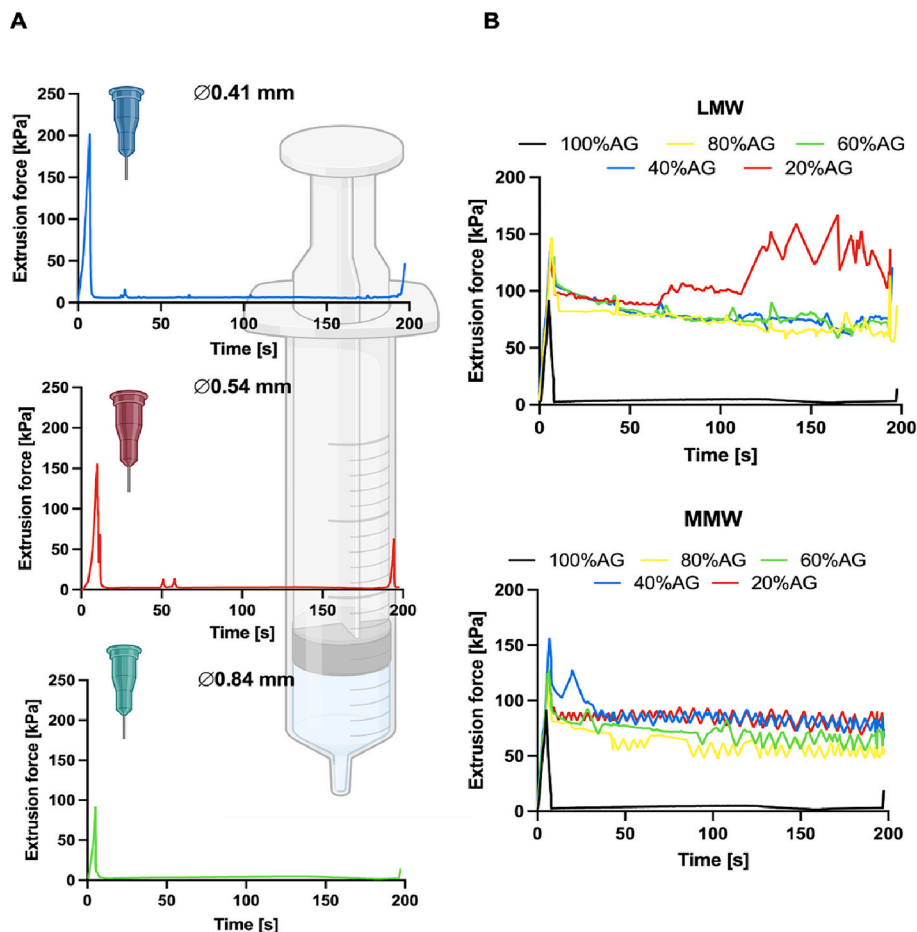 A
Ø0.41 mm
Extrusion force [kPa]
250
200
150
100
50
0
0 50 100 150 200
Time [s]
Ø0.54 mm
Extrusion force [kPa]
250
200
150
100
50
0
0 50 100 150 200
Time [s]
Ø0.84 mm
Extrusion force [kPa]
250
200
150
100
50
0
0 50 100 150 200
Time [s]
B
LMW
100%AG 80%AG 60%AG
40%AG 20%AG
Extrusion force [kPa]
200
150
100
50
0
0 50 100 150 200
Time [s]
MMW
100%AG 80%AG 60%AG
40%AG 20%AG
Extrusion force [kPa]
200
150
100
50
0
0 50 100 150 200
Time [s]